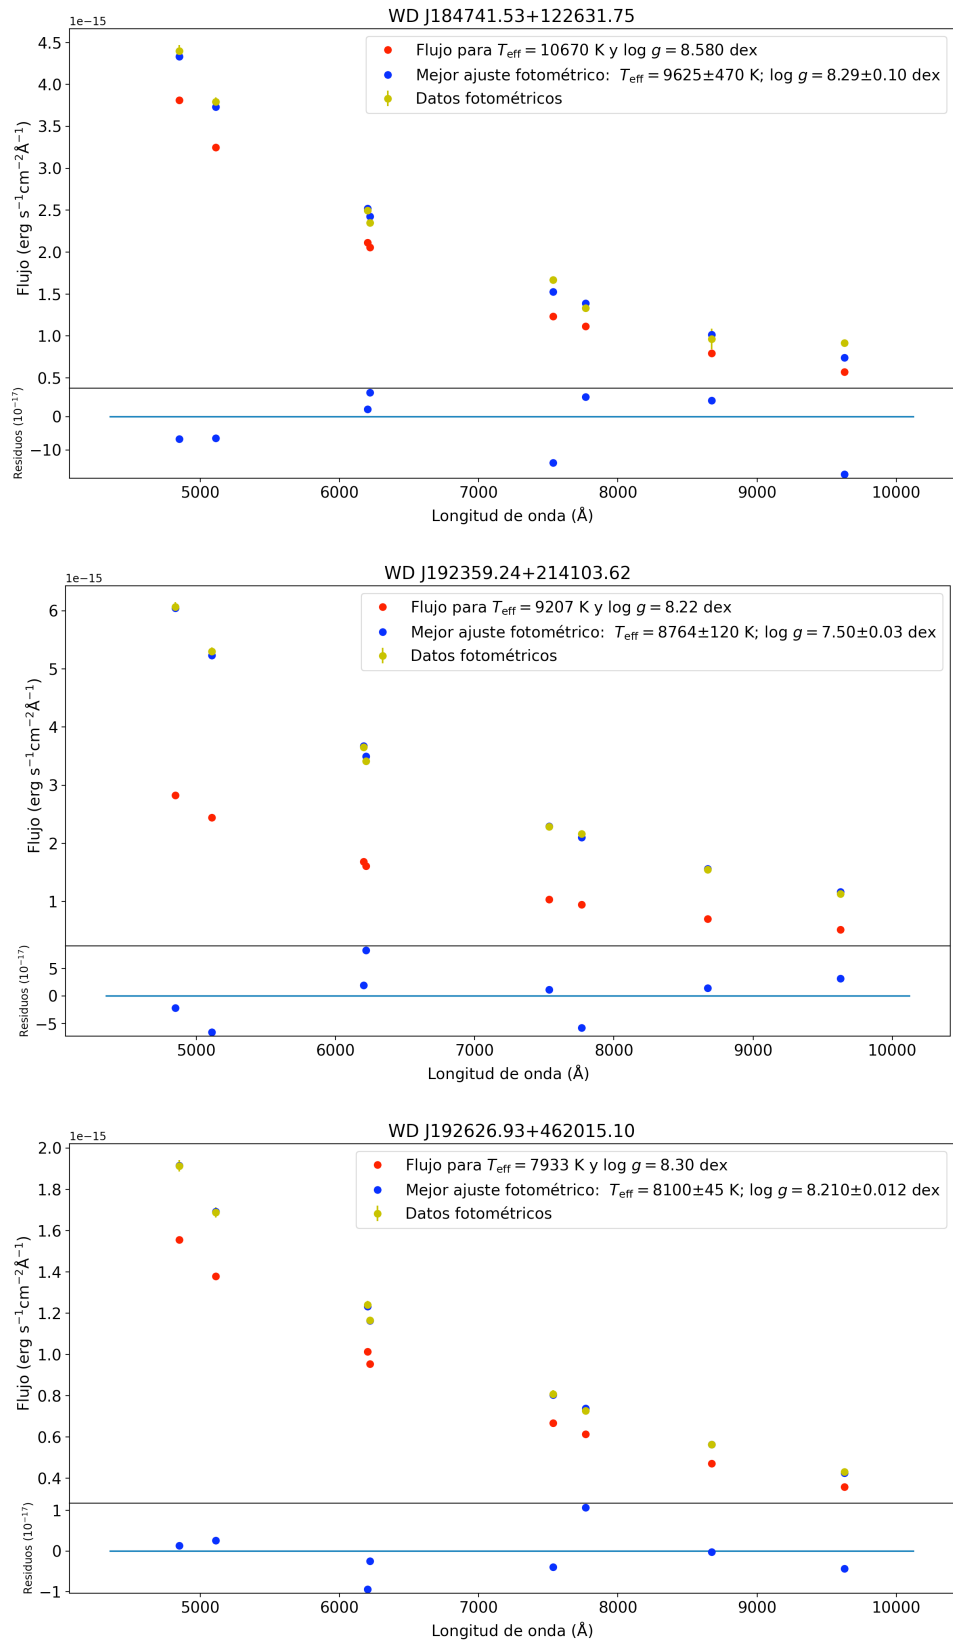 WD J184741.53+122631.75
1e−15
Flujo para Teff = 10670 K y log g = 8.580 dex
Mejor ajuste fotométrico: Teff = 9625±470 K; log g = 8.29±0.10 dex
Datos fotométricos
Flujo (erg s−1cm−2Å−1)
4.5
4.0
3.5
3.0
2.5
2.0
1.5
1.0
0.5
Residuos (10−17)
0
−10
5000 6000 7000 8000 9000 10000
Longitud de onda (Å)
WD J192359.24+214103.62
1e−15
Flujo para Teff = 9207 K y log g = 8.22 dex
Mejor ajuste fotométrico: Teff = 8764±120 K; log g = 7.50±0.03 dex
Datos fotométricos
Flujo (erg s−1cm−2Å−1)
6
5
4
3
2
1
Residuos (10−17)
5
0
−5
5000 6000 7000 8000 9000 10000
Longitud de onda (Å)
WD J192626.93+462015.10
1e−15
Flujo para Teff = 7933 K y log g = 8.30 dex
Mejor ajuste fotométrico: Teff = 8100±45 K; log g = 8.210±0.012 dex
Datos fotométricos
Flujo (erg s−1cm−2Å−1)
2.0
1.8
1.6
1.4
1.2
1.0
0.8
0.6
0.4
Residuos (10−17)
1
0
−1
5000 6000 7000 8000 9000 10000
Longitud de onda (Å)